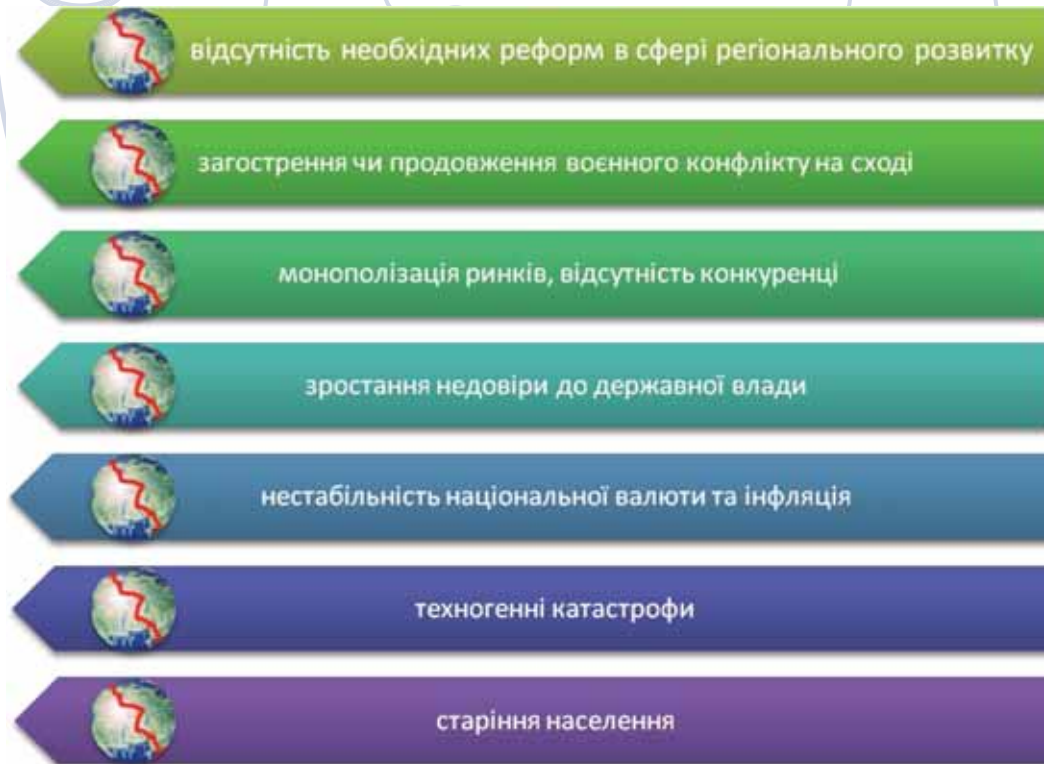 відсутність необхідних реформ в сфері регіонального розвитку
загострення чи продовження воєнного конфлікту на сході
монополізація ринків, відсутність конкуренці
зростання недовіри до державної влади
нестабільність національної валюти та інфляція
техногенні катастрофи
старіння населення